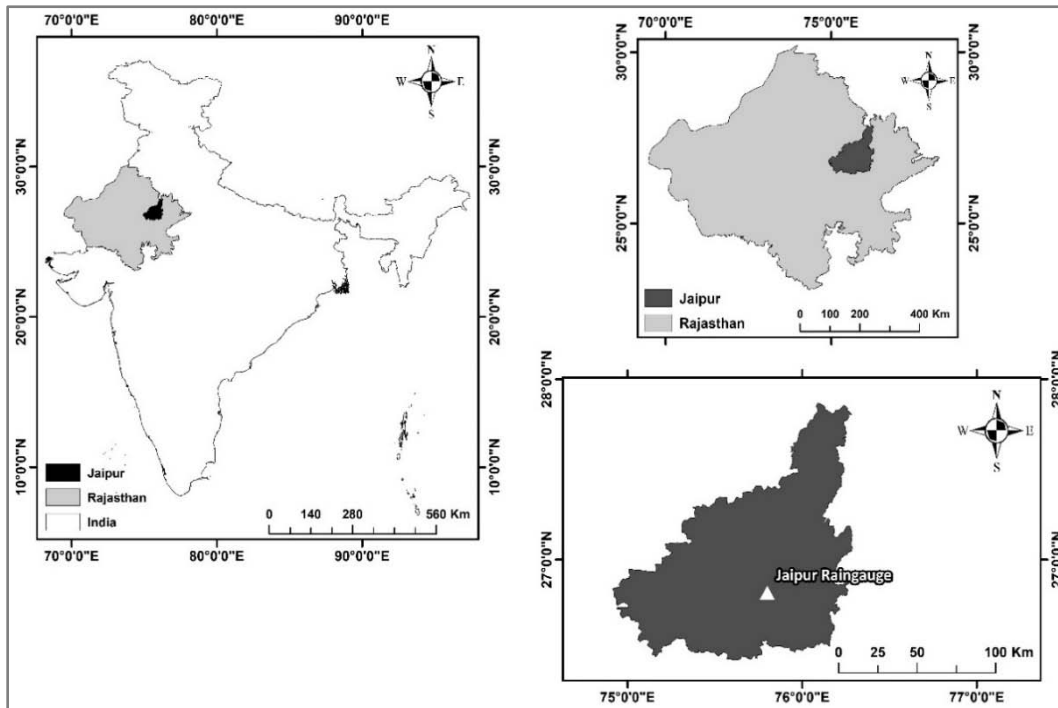 70°0'0"E 80°0'0"E 90°0'0"E
N
W E
S
30°0'0"N
20°0'0"N
10°0'0"N
30°0'0"N
20°0'0"N
10°0'0"N
Jaipur
Rajasthan
India
0 140 280 560 Km
70°0'0"E 80°0'0"E 90°0'0"E
70°0'0"E 75°0'0"E
N
W E
S
30°0'0"N
25°0'0"N
30°0'0"N
25°0'0"N
Jaipur
Rajasthan
0 100 200 400 Km
28°0'0"N
27°0'0"N
28°0'0"N
27°0'0"N
N
W E
S
Jaipur Raingauge
0 25 50 100 Km
75°0'0"E 76°0'0"E 77°0'0"E